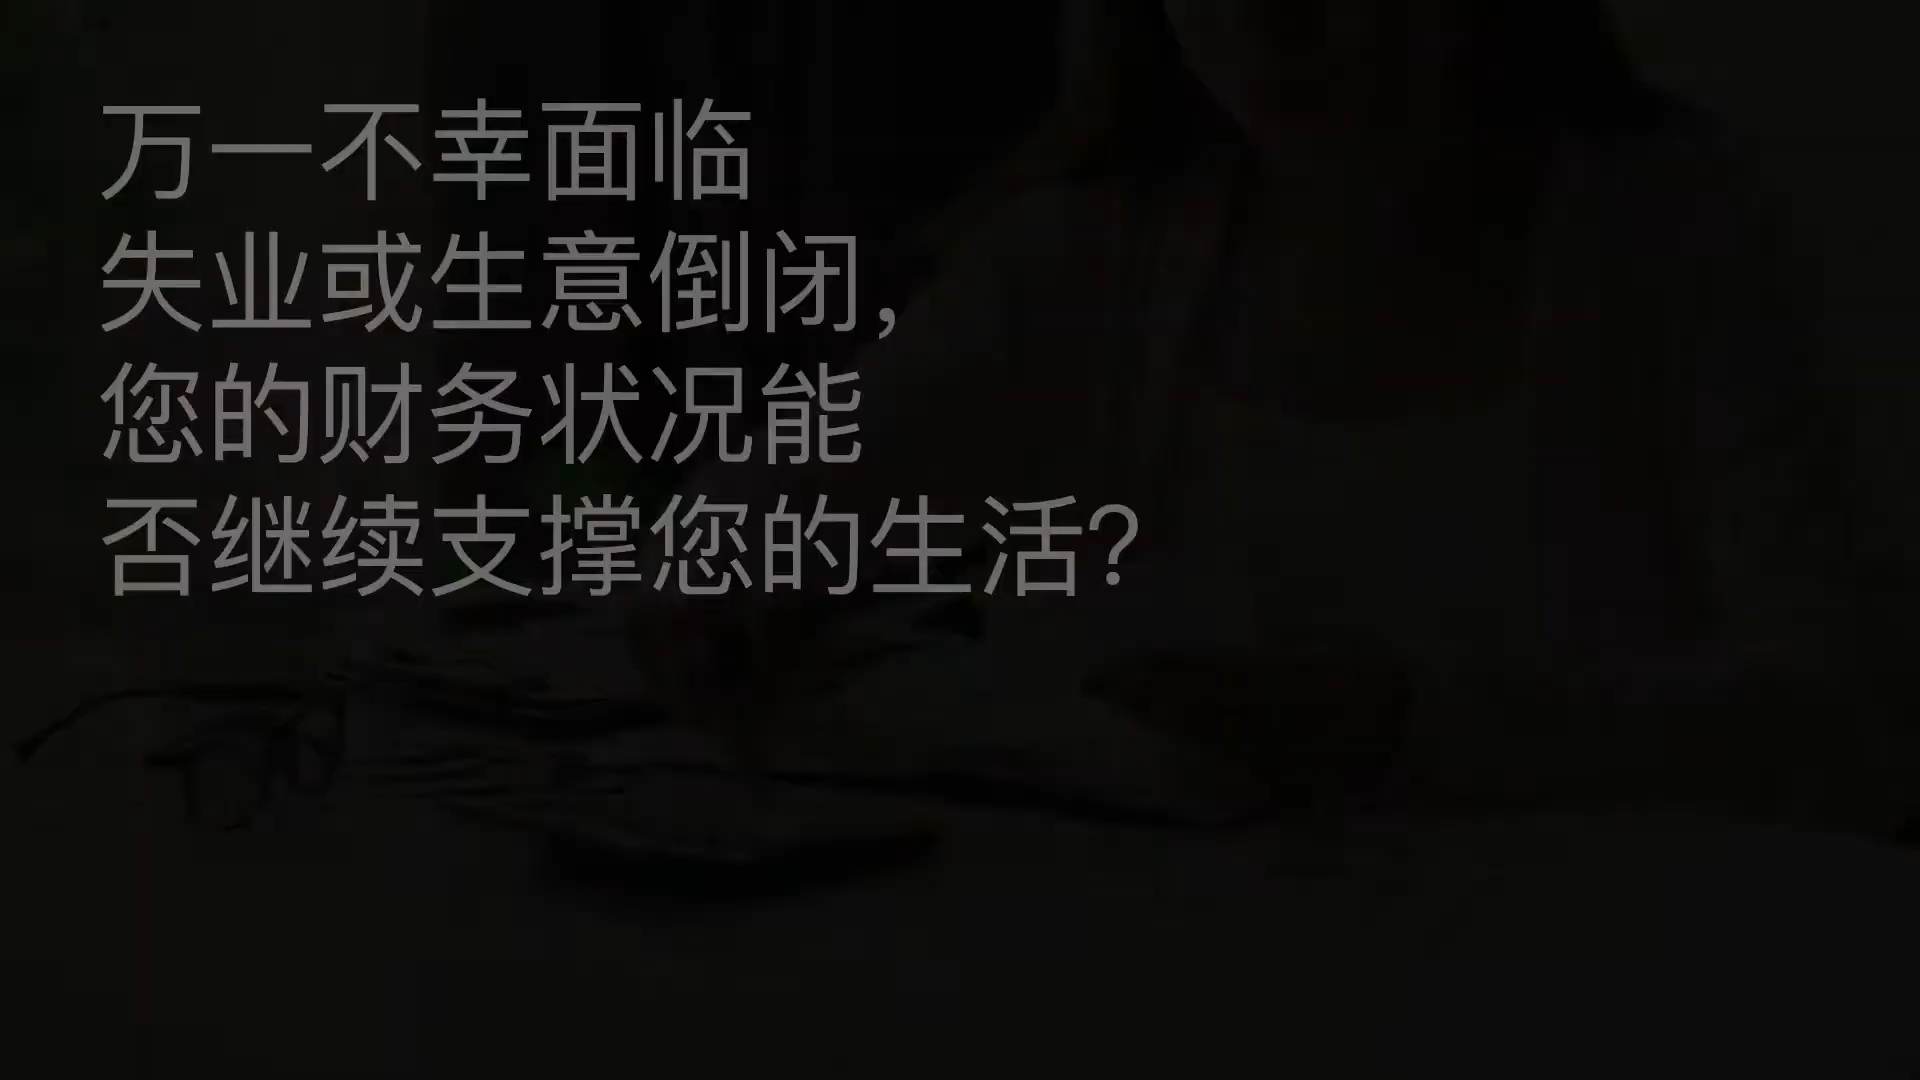 万一不幸面临
失业或生意倒闭，
您的财务状况能
否继续支撑您的生活？